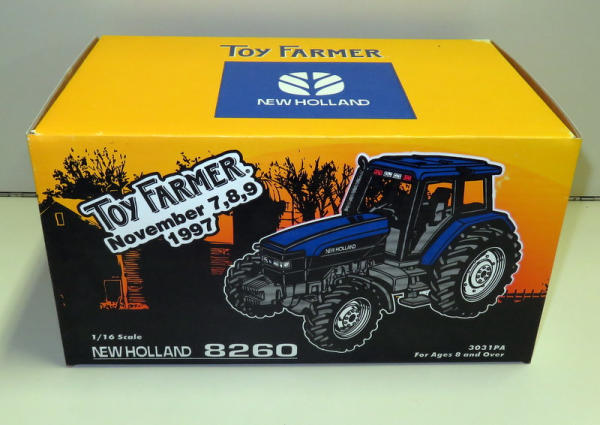 TOY FARMER
NEW HOLLAND
TOY FARMER
November 7,8,9
1997
NEW HOLLAND
1/16 Scale
NEW HOLLAND 8260
3031PA
For Ages 8 and Over